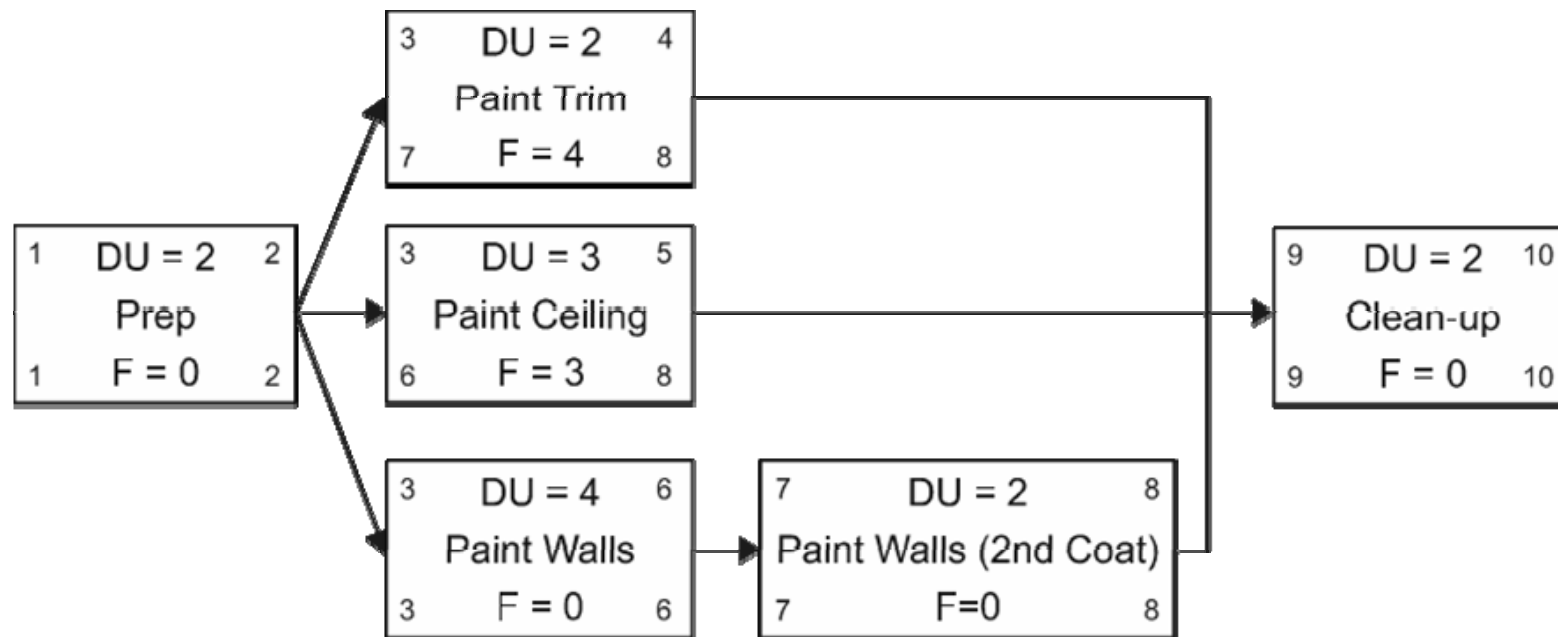 3 DU = 2 4
Paint Trim
7 F = 4 8
1 DU = 2 2
Prep
1 F = 0 2
3 DU = 3 5
Paint Ceiling
6 F = 3 8
9 DU = 2 10
Clean-up
9 F = 0 10
3 DU = 4 6
Paint Walls
3 F = 0 6
7 DU = 2 8
Paint Walls (2nd Coat)
7 F=0 8